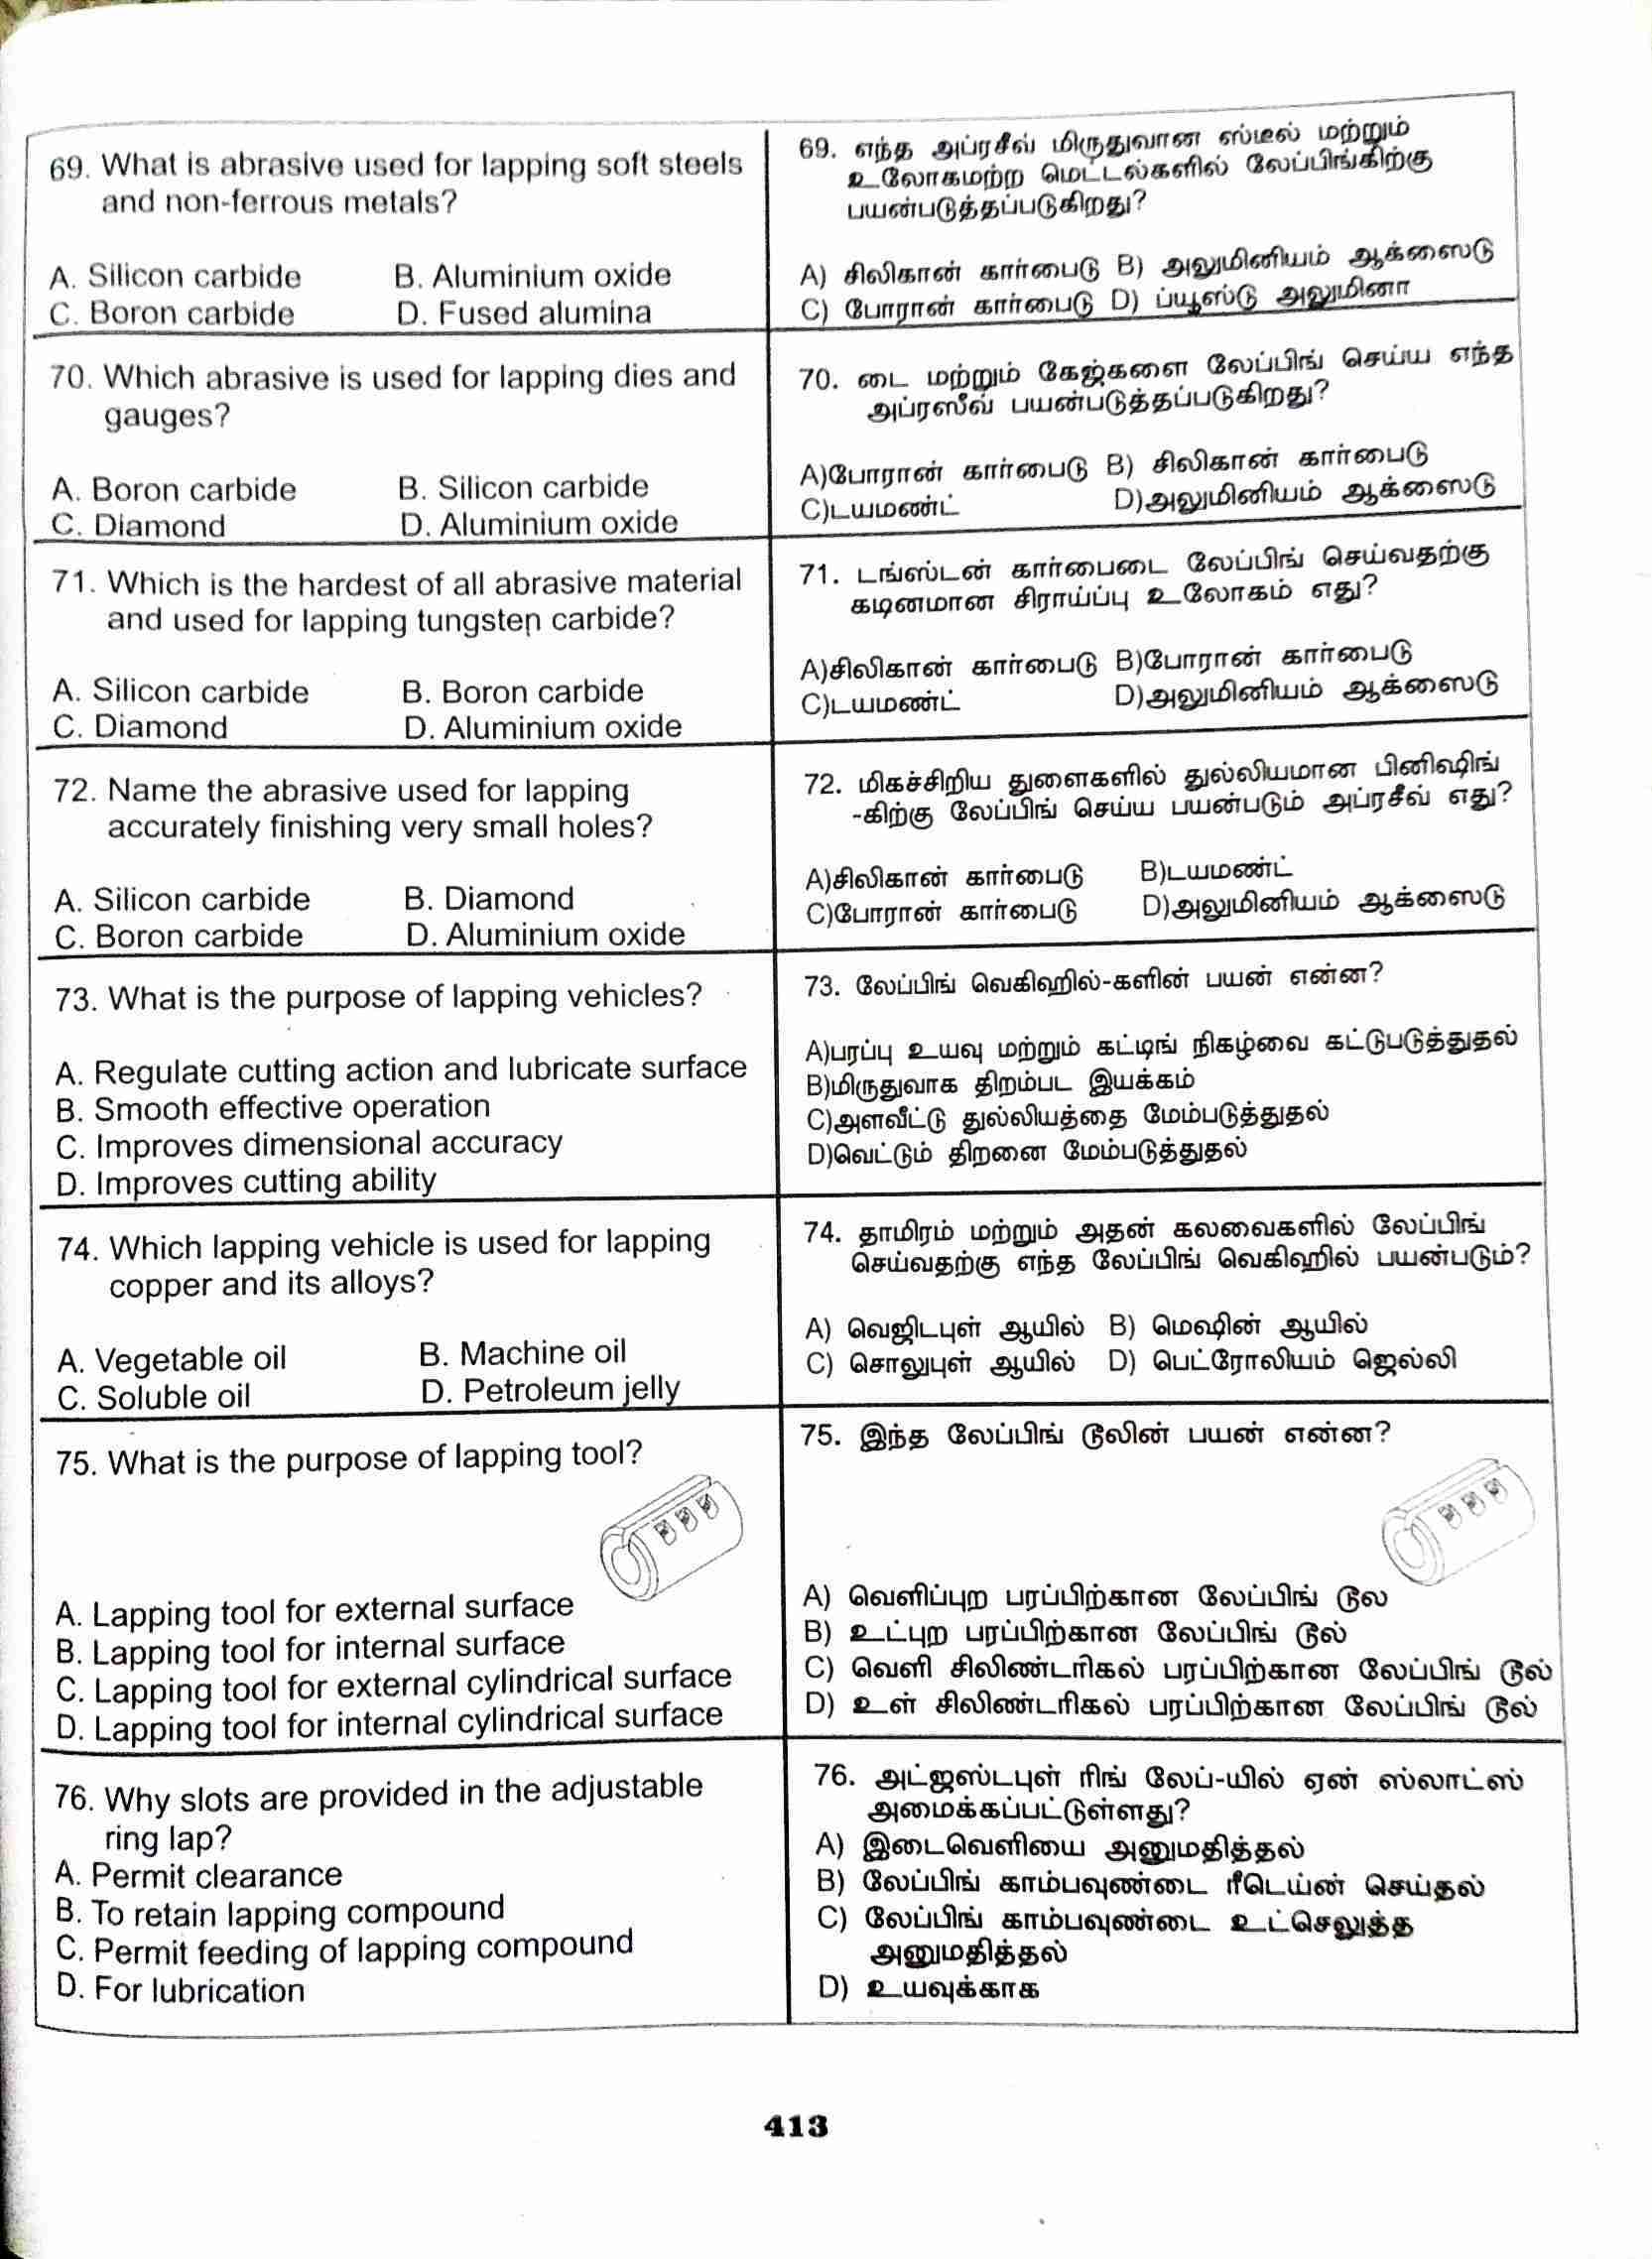 69. What is abrasive used for lapping soft steels
and non-ferrous metals?
A. Silicon carbide B. Aluminium oxide
C. Boron carbide D. Fused alumina
70. Which abrasive is used for lapping dies and
gauges?
A. Boron carbide B. Silicon carbide
C. Diamond D. Aluminium oxide
71. Which is the hardest of all abrasive material
and used for lapping tungsten carbide?
A. Silicon carbide B. Boron carbide
C. Diamond D. Aluminium oxide
72. Name the abrasive used for lapping
accurately finishing very small holes?
A. Silicon carbide B. Diamond
C. Boron carbide D. Aluminium oxide
73. What is the purpose of lapping vehicles?
A. Regulate cutting action and lubricate surface
B. Smooth effective operation
C. Improves dimensional accuracy
D. Improves cutting ability
74. Which lapping vehicle is used for lapping
copper and its alloys?
A. Vegetable oil B. Machine oil
C. Soluble oil D. Petroleum jelly
75. What is the purpose of lapping tool?
A. Lapping tool for external surface
B. Lapping tool for internal surface
C. Lapping tool for external cylindrical surface
D. Lapping tool for internal cylindrical surface
76. Why slots are provided in the adjustable
ring lap?
A. Permit clearance
B. To retain lapping compound
C. Permit feeding of lapping compound
D. For lubrication
69. எந்த அப்ரசீவ் மிருதுவான ஸ்டீல் மற்றும்
உலோகமற்ற மெட்டல்களில் லேப்பிங்கிற்கு
பயன்படுத்தப்படுகிறது?
A) சிலிகான் கார்பைடு B) அலுமினியம் ஆக்ஸைடு
C) போரான் கார்பைடு D) ப்யூஸ்டு அலுமினா
70. டை மற்றும் கேஜ்களை லேப்பிங் செய்ய எந்த
அப்ரஸீவ் பயன்படுத்தப்படுகிறது?
A)போரான் கார்பைடு B) சிலிகான் கார்பைடு
C)டயமண்ட் D)அலுமினியம் ஆக்ஸைடு
71. டங்ஸ்டன் கார்பைடை லேப்பிங் செய்வதற்கு
கடினமான சிராய்ப்பு உலோகம் எது?
A)சிலிகான் கார்பைடு B)போரான் கார்பைடு
C)டயமண்ட் D)அலுமினியம் ஆக்ஸைடு
72. மிகச்சிறிய துளைகளில் துல்லியமான பினிஷிங்
-கிற்கு லேப்பிங் செய்ய பயன்படும் அப்ரசீவ் எது?
A)சிலிகான் கார்பைடு B)டயமண்ட்
C)போரான் கார்பைடு D)அலுமினியம் ஆக்ஸைடு
73. லேப்பிங் வெகிஹில்-களின் பயன் என்ன?
A)பரப்பு உயவு மற்றும் கட்டிங் நிகழ்வை கட்டுபடுத்துதல்
B)மிருதுவாக திறம்பட இயக்கம்
C)அளவீட்டு துல்லியத்தை மேம்படுத்துதல்
D)வெட்டும் திறனை மேம்படுத்துதல்
74. தாமிரம் மற்றும் அதன் கலவைகளில் லேப்பிங்
செய்வதற்கு எந்த லேப்பிங் வெகிஹில் பயன்படும்?
A) வெஜிடபுள் ஆயில் B) மெஷின் ஆயில்
C) சொலுபுள் ஆயில் D) பெட்ரோலியம் ஜெல்லி
75. இந்த லேப்பிங் டூலின் பயன் என்ன?
A) வெளிப்புற பரப்பிற்கான லேப்பிங் டூல
B) உட்புற பரப்பிற்கான லேப்பிங் டூல்
C) வெளி சிலிண்டரிகல் பரப்பிற்கான லேப்பிங் டூல்
D) உள் சிலிண்டரிகல் பரப்பிற்கான லேப்பிங் டூல்
76. அட்ஜஸ்டபுள் ரிங் லேப்-யில் ஏன் ஸ்லாட்ஸ்
அமைக்கப்பட்டுள்ளது?
A) இடைவெளியை அனுமதித்தல்
B) லேப்பிங் காம்பவுண்டை ரீடெய்ன் செய்தல்
C) லேப்பிங் காம்பவுண்டை உட்செலுத்த
அனுமதித்தல்
D) உயவுக்காக
413